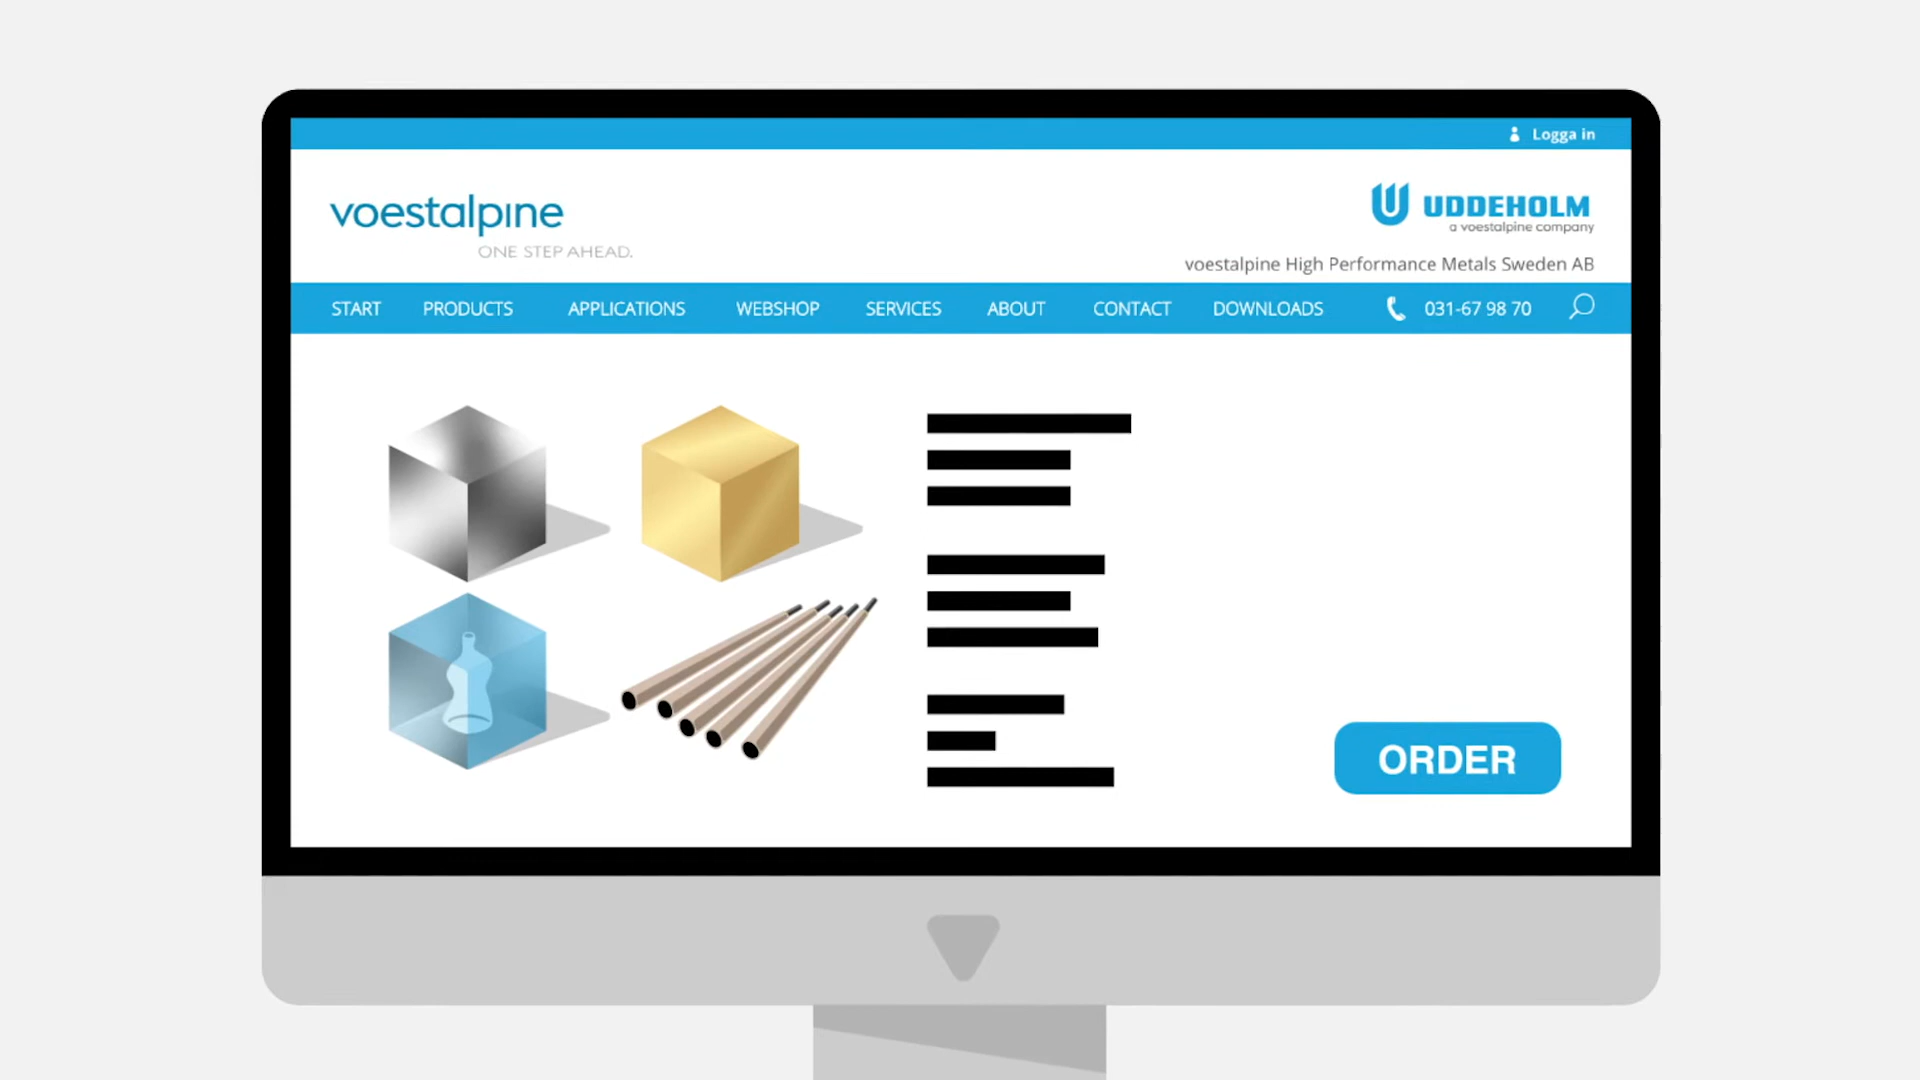 Logga in
voestalpine
ONE STEP AHEAD.
UDDEHOLM
a voestalpine company
voestalpine High Performance Metals Sweden AB
START PRODUCTS APPLICATIONS WEBSHOP SERVICES ABOUT CONTACT DOWNLOADS 031-67 98 70
ORDER